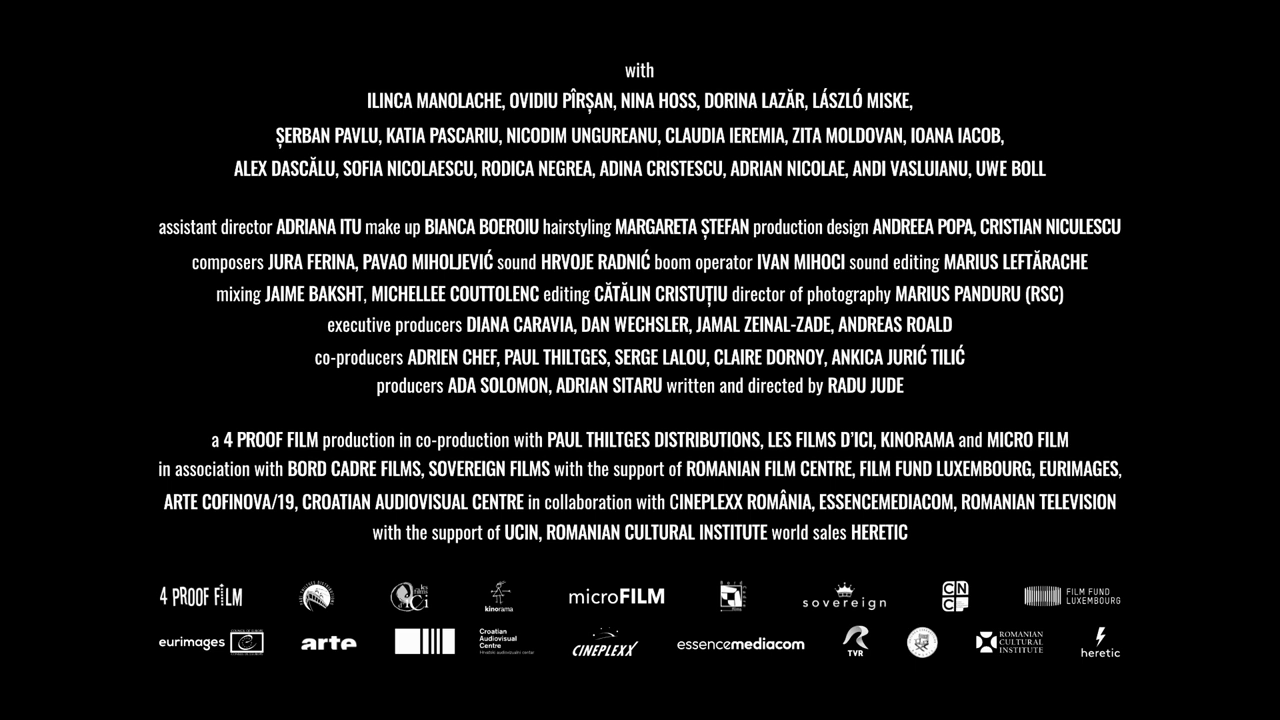 with
ILINCA MANOLACHE, OVIDIU PÎRȘAN, NINA HOSS, DORINA LAZĂR, LÁSZLÓ MISKE,
ȘERBAN PAVLU, KATIA PASCARIU, NICODIM UNGUREANU, CLAUDIA IEREMIA, ZITA MOLDOVAN, IOANA IACOB,
ALEX DASCĂLU, SOFIA NICOLAESCU, RODICA NEGREA, ADINA CRISTESCU, ADRIAN NICOLAE, ANDI VASLUIANU, UWE BOLL
assistant director ADRIANA ITU make up BIANCA BOEROIU hairstyling MARGARETA ȘTEFAN production design ANDREEA POPA, CRISTIAN NICULESCU
composers JURA FERINA, PAVAO MIHOLJEVIĆ sound HRVOJE RADNIĆ boom operator IVAN MIHOCI sound editing MARIUS LEFTĂRACHE
mixing JAIME BAKSHT, MICHELLEE COUTTOLENC editing CĂTĂLIN CRISTUȚIU director of photography MARIUS PANDURU (RSC)
executive producers DIANA CARAVIA, DAN WECHSLER, JAMAL ZEINAL-ZADE, ANDREAS ROALD
co-producers ADRIEN CHEF, PAUL THILTGES, SERGE LALOU, CLAIRE DORNOY, ANKICA JURIĆ TILIĆ
producers ADA SOLOMON, ADRIAN SITARU written and directed by RADU JUDE
a 4 PROOF FILM production in co-production with PAUL THILTGES DISTRIBUTIONS, LES FILMS D'ICI, KINORAMA and MICRO FILM
in association with BORD CADRE FILMS, SOVEREIGN FILMS with the support of ROMANIAN FILM CENTRE, FILM FUND LUXEMBOURG, EURIMAGES,
ARTE COFINOVA/19, CROATIAN AUDIOVISUAL CENTRE in collaboration with CINEPLEXX ROMÂNIA, ESSENCEMEDIACOM, ROMANIAN TELEVISION
with the support of UCIN, ROMANIAN CULTURAL INSTITUTE world sales HERETIC
4 PROOF FILM les films ici kinorama microFILM sovereign CNC FILM FUND LUXEMBOURG
eurimages arte Croatian Audiovisual Centre CINEPLEXX essencemediacom TVR ROMANIAN CULTURAL INSTITUTE heretic